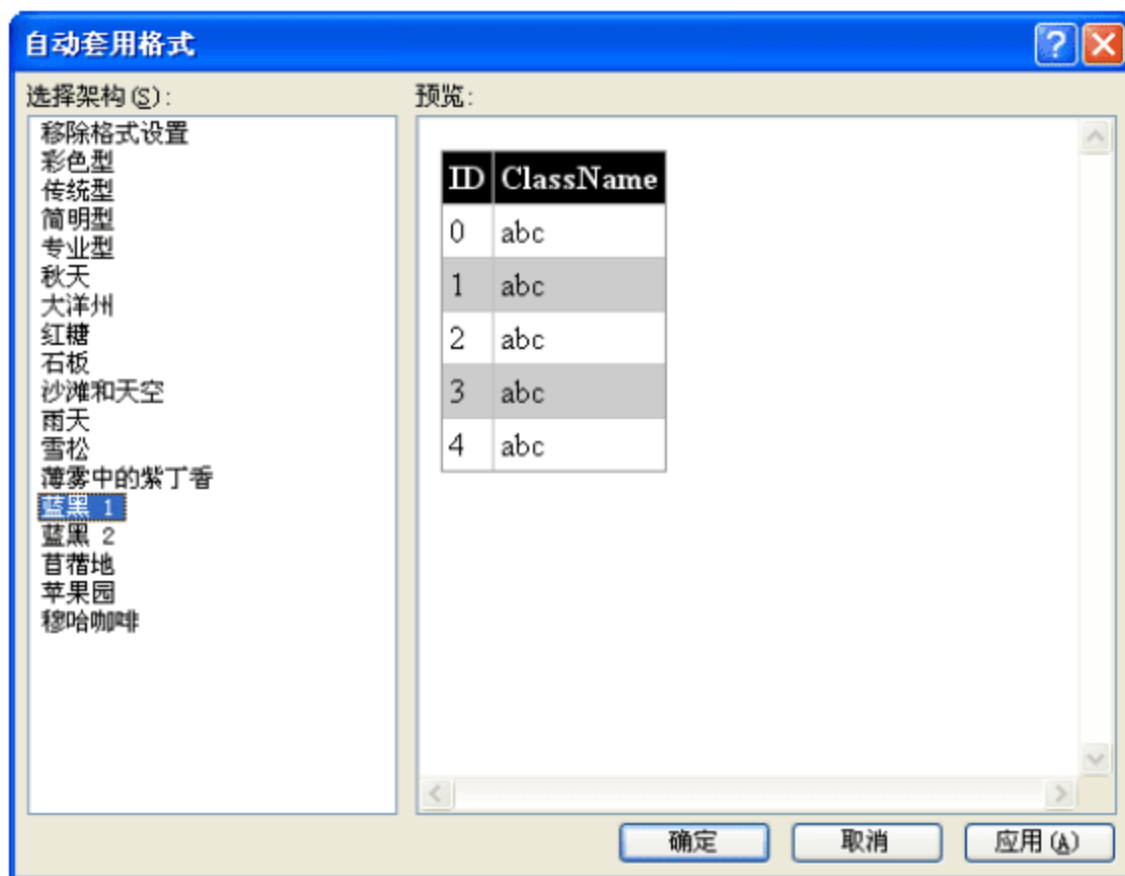 自动套用格式
选择架构(S):
预览:
移除格式设置
彩色型
传统型
简明型
专业型
秋天
大洋州
红糖
石板
沙滩和天空
雨天
雪松
薄雾中的紫丁香
蓝黑 1
蓝黑 2
苜蓿地
苹果园
穆哈咖啡
ID ClassName
0 abc
1 abc
2 abc
3 abc
4 abc
确定 取消 应用(A)